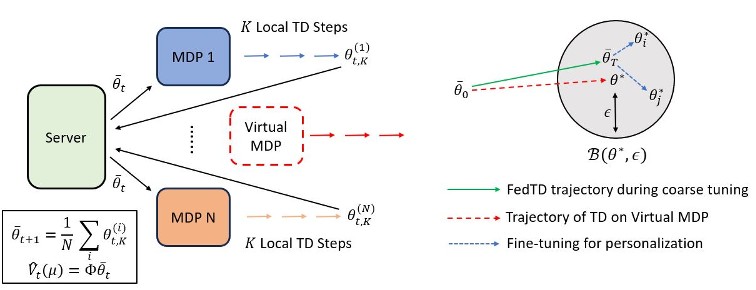 K Local TD Steps
MDP 1
θ_{t,K}^{(1)}
θ̄_t
Server
Virtual
MDP
θ̄_t
MDP N
θ_{t,K}^{(N)}
K Local TD Steps
θ̄_{t+1} = \frac{1}{N} \sum_i θ_{t,K}^{(i)}
V̂_t(μ) = Φθ̄_t
θ_i^*
θ̄_T
θ^*
θ̄_0
θ_j^*
ϵ
ℬ(θ^*, ϵ)
FedTD trajectory during coarse tuning
Trajectory of TD on Virtual MDP
Fine-tuning for personalization